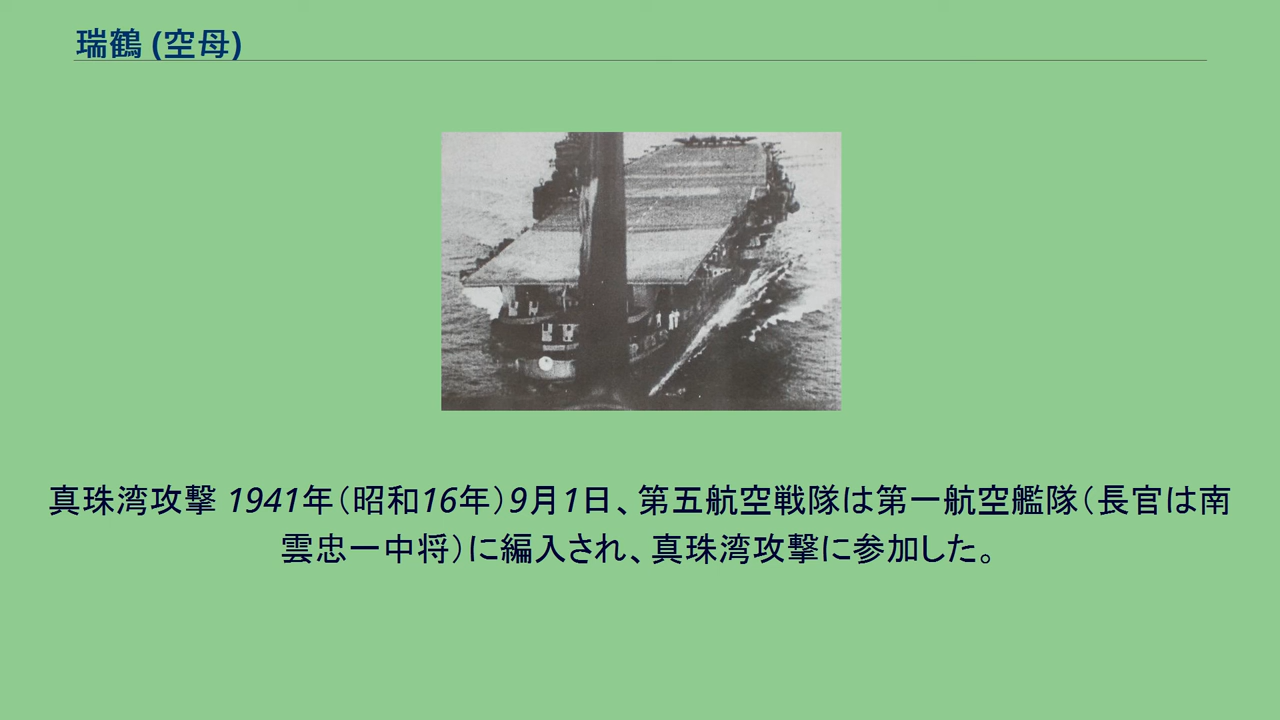 瑞鶴 (空母)
真珠湾攻撃 1941年（昭和16年）9月1日、第五航空戦隊は第一航空艦隊（長官は南
雲忠一中将）に編入され、真珠湾攻撃に参加した。